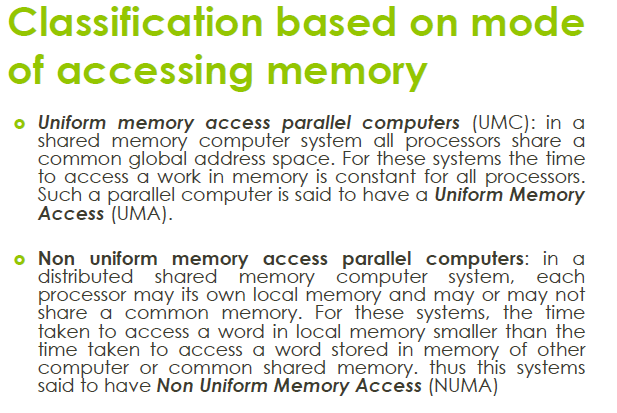 Classification based on mode
of accessing memory
Uniform memory access parallel computers (UMC): in a
shared memory computer system all processors share a
common global address space. For these systems the time
to access a work in memory is constant for all processors.
Such a parallel computer is said to have a Uniform Memory
Access (UMA).
Non uniform memory access parallel computers: in a
distributed shared memory computer system, each
processor may its own local memory and may or may not
share a common memory. For these systems, the time
taken to access a word in local memory smaller than the
time taken to access a word stored in memory of other
computer or common shared memory. thus this systems
said to have Non Uniform Memory Access (NUMA)